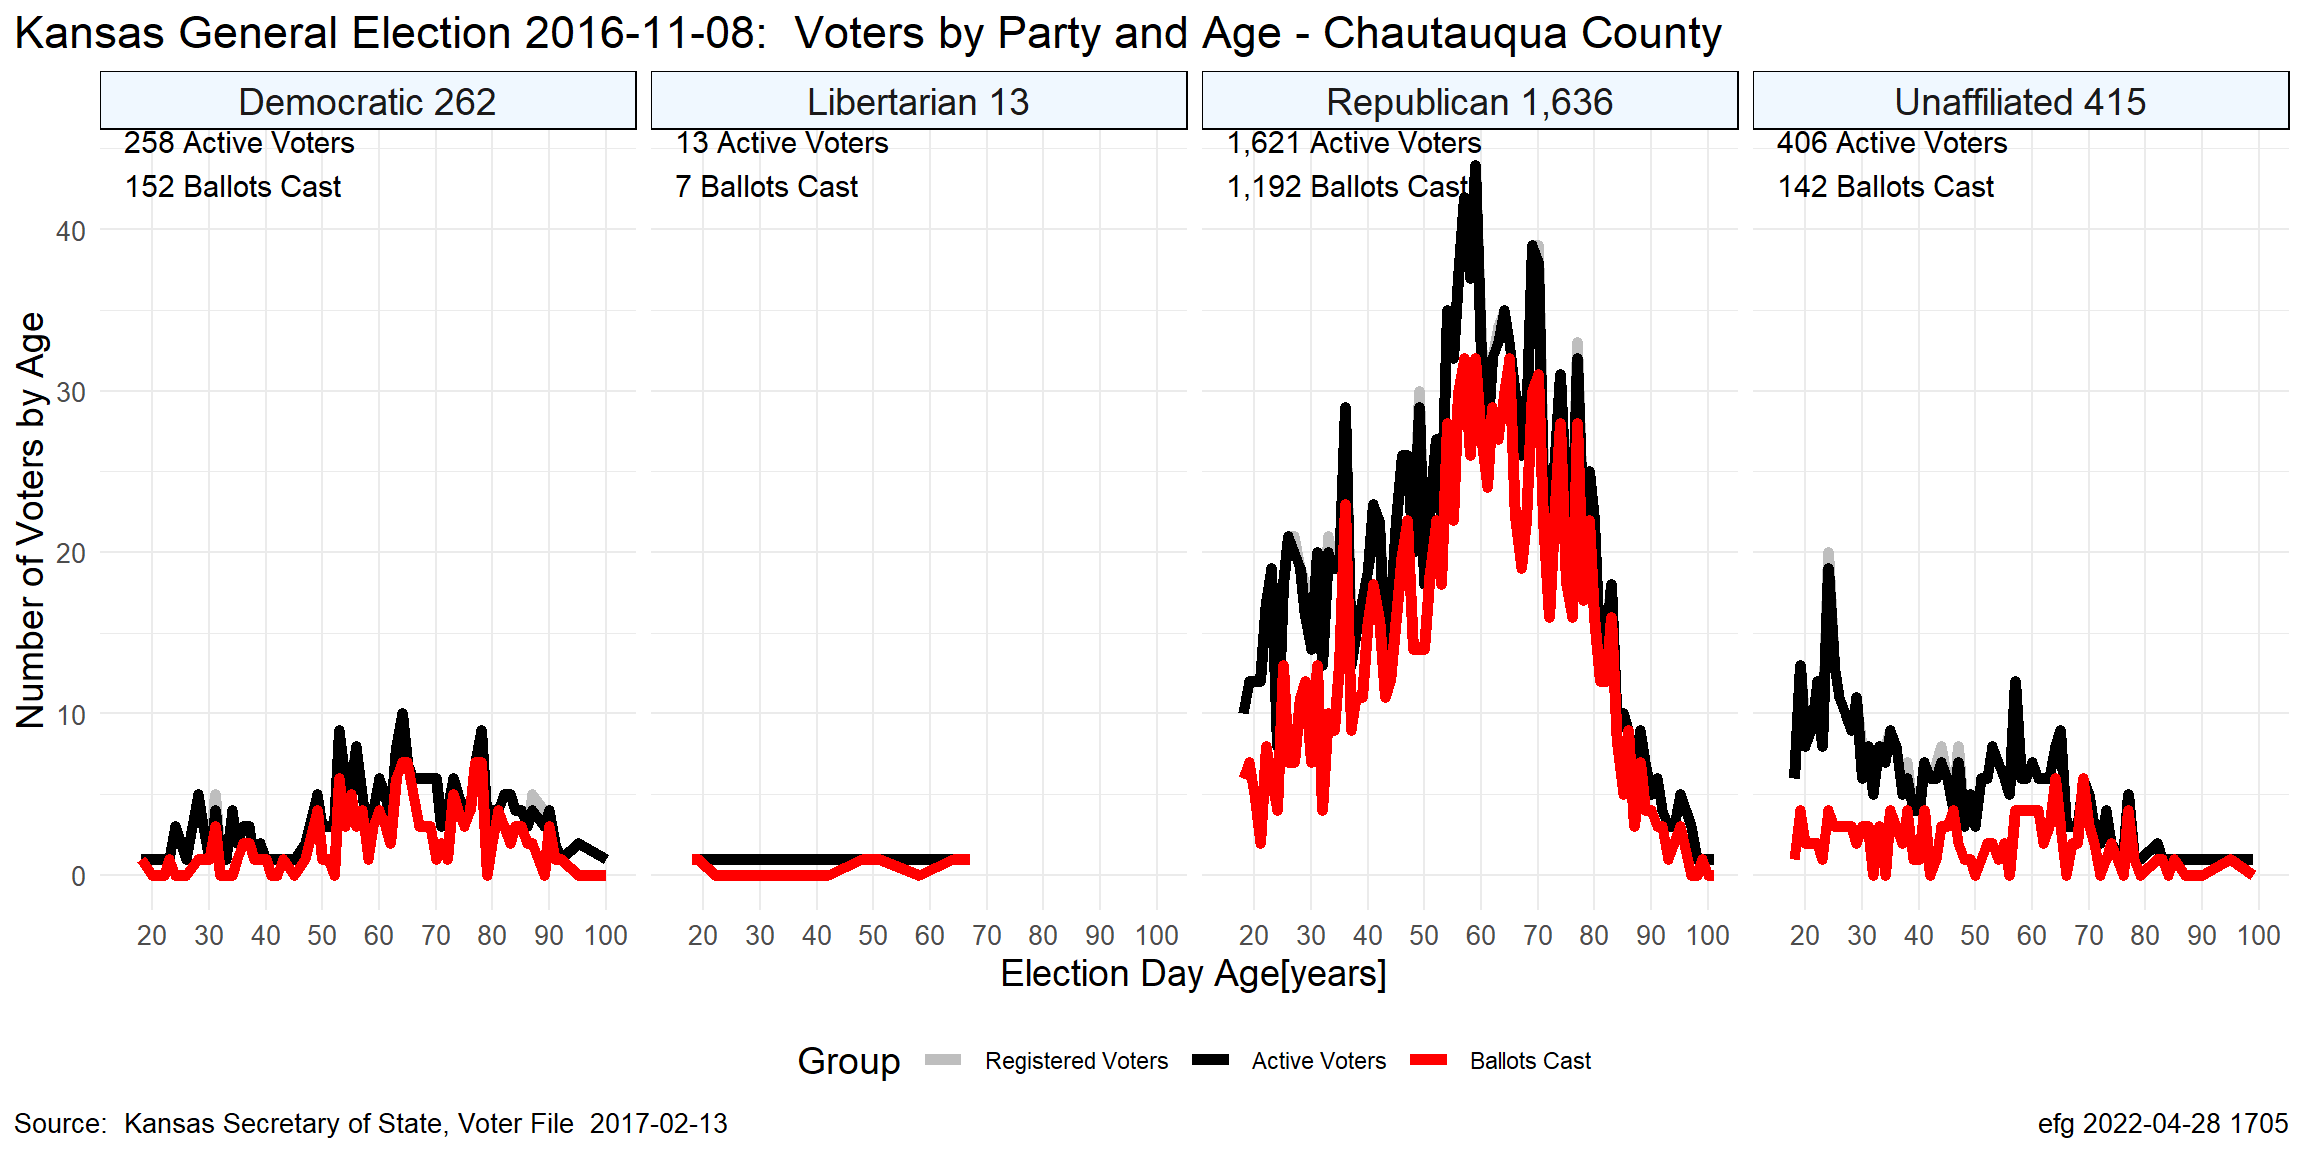 Kansas General Election 2016-11-08:  Voters by Party and Age - Chautauqua County
Democratic 262
Libertarian 13
Republican 1,636
Unaffiliated 415
258 Active Voters
152 Ballots Cast
13 Active Voters
7 Ballots Cast
1,621 Active Voters
1,192 Ballots Cast
406 Active Voters
142 Ballots Cast
Number of Voters by Age
40
30
20
10
0
20 30 40 50 60 70 80 90 100
20 30 40 50 60 70 80 90 100
20 30 40 50 60 70 80 90 100
20 30 40 50 60 70 80 90 100
Election Day Age[years]
Group Registered Voters Active Voters Ballots Cast
Source:  Kansas Secretary of State, Voter File  2017-02-13
efg 2022-04-28 1705